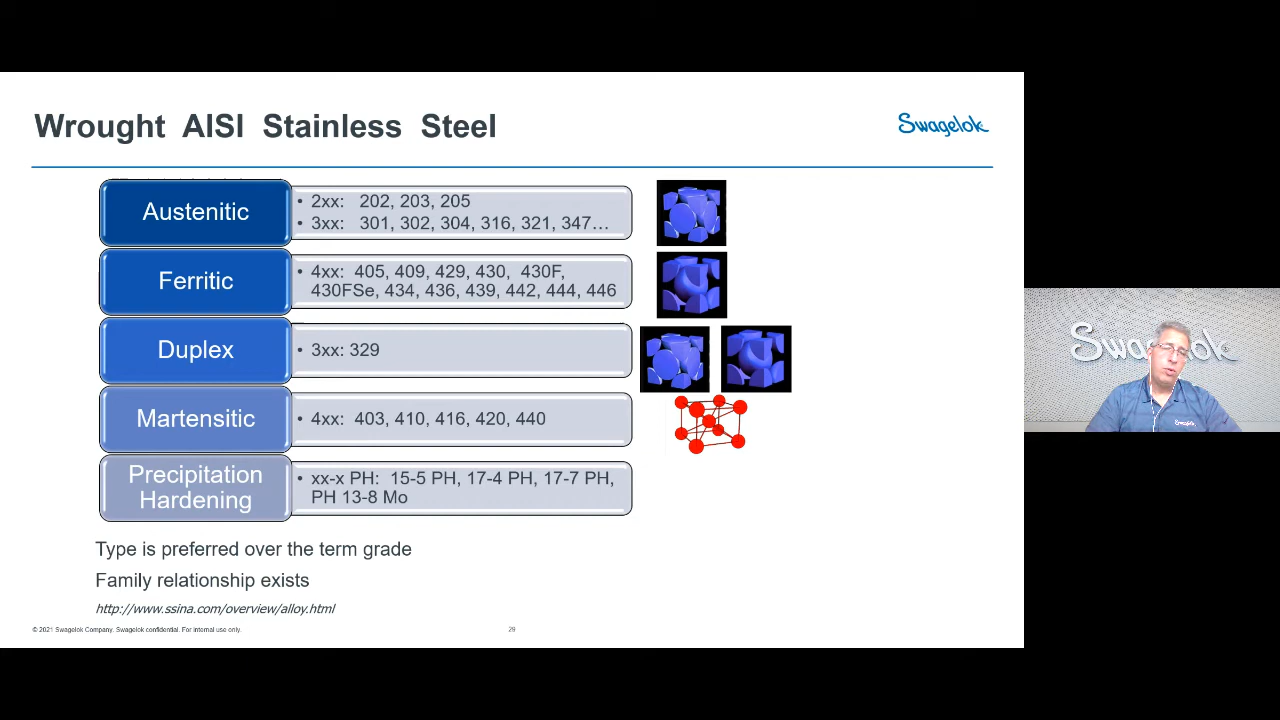 Wrought AISI Stainless Steel
Swagelok
Austenitic
• 2xx: 202, 203, 205
• 3xx: 301, 302, 304, 316, 321, 347…
Ferritic
• 4xx: 405, 409, 429, 430, 430F,
430FSe, 434, 436, 439, 442, 444, 446
Duplex
• 3xx: 329
Martensitic
• 4xx: 403, 410, 416, 420, 440
Precipitation
Hardening
• xx-x PH: 15-5 PH, 17-4 PH, 17-7 PH,
PH 13-8 Mo
Type is preferred over the term grade
Family relationship exists
http://www.ssina.com/overview/alloy.html
© 2021 Swagelok Company. Swagelok confidential. For internal use only.
29
Swagelok